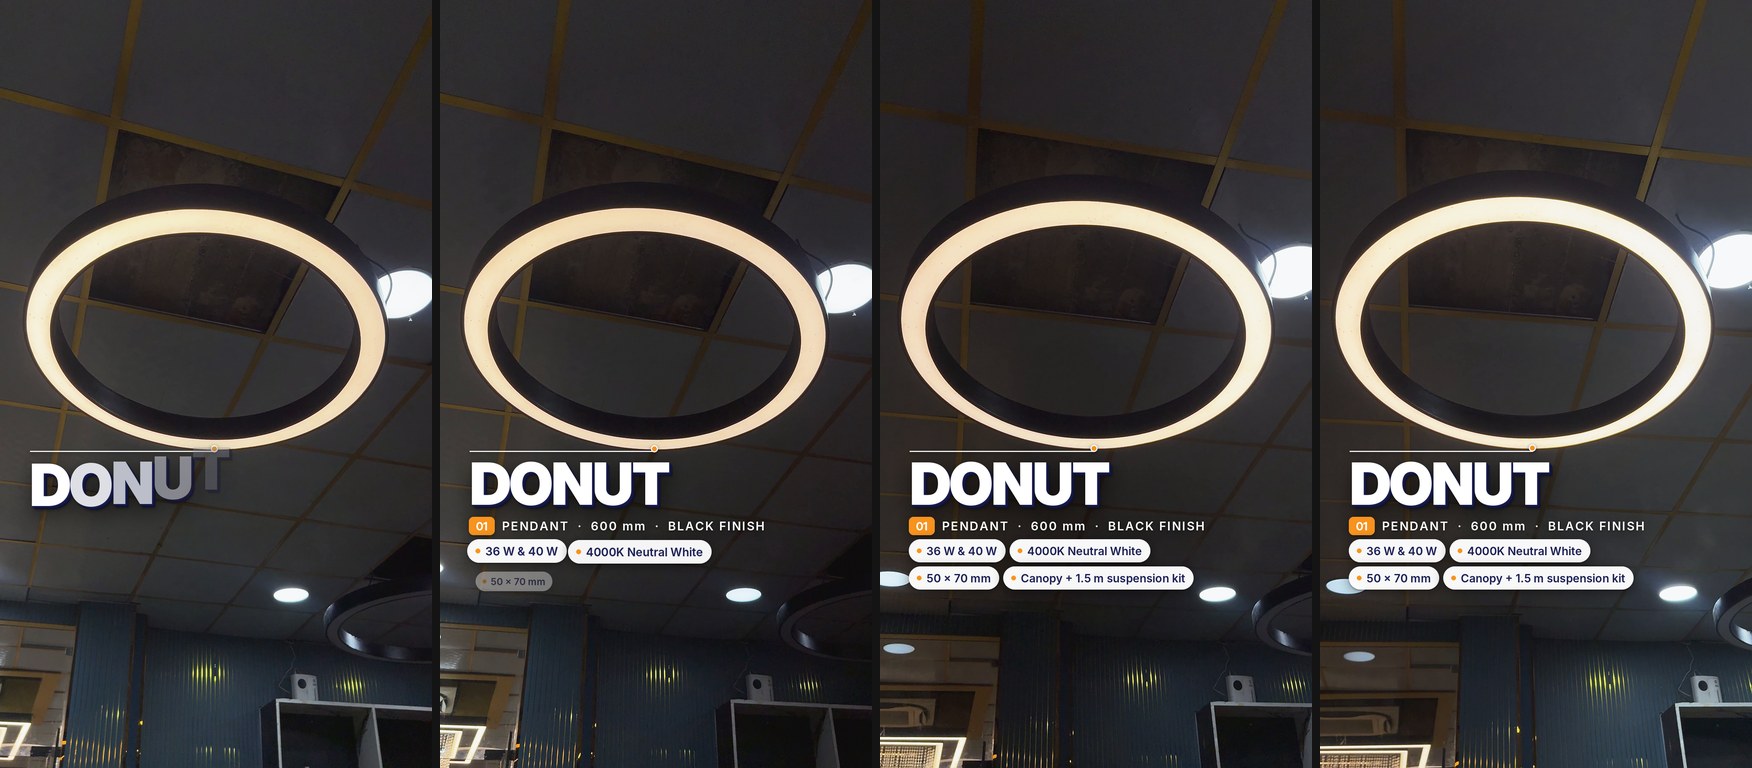 DONUT
DONUT
01 PENDANT · 600 mm · BLACK FINISH
36 W & 40 W 4000K Neutral White
50 × 70 mm
DONUT
01 PENDANT · 600 mm · BLACK FINISH
36 W & 40 W 4000K Neutral White
50 × 70 mm Canopy + 1.5 m suspension kit
DONUT
01 PENDANT · 600 mm · BLACK FINISH
36 W & 40 W 4000K Neutral White
50 × 70 mm Canopy + 1.5 m suspension kit